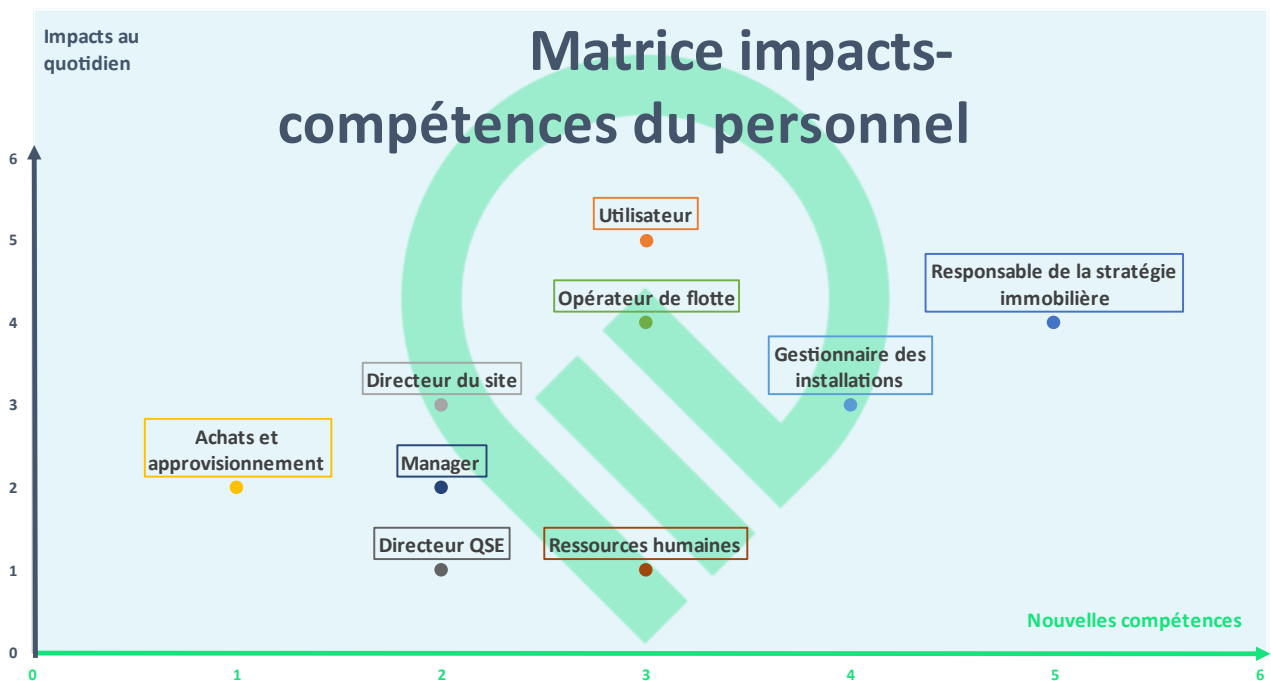 Impacts au
quotidien
Matrice impacts-
compétences du personnel
6
Utilisateur
5
Responsable de la stratégie
immobilière
Opérateur de flotte
4
Gestionnaire des
installations
Directeur du site
3
Achats et
approvisionnement
Manager
2
Directeur QSE
Ressources humaines
1
Nouvelles compétences
0
0 1 2 3 4 5 6